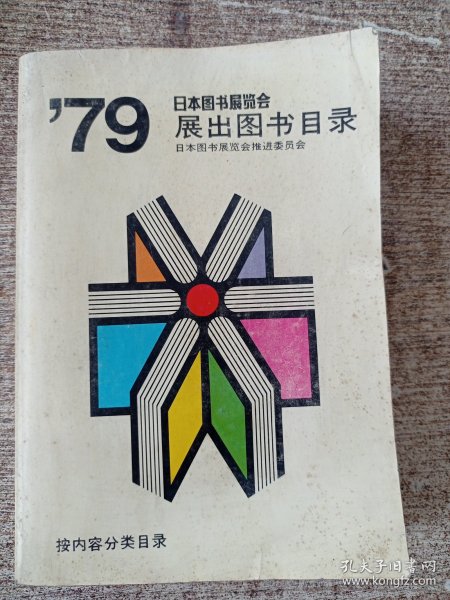 '79
日本图书展览会
展出图书目录
日本图书展览会推进委员会
按内容分类目录
孔夫子旧书网
www.kongfz.com